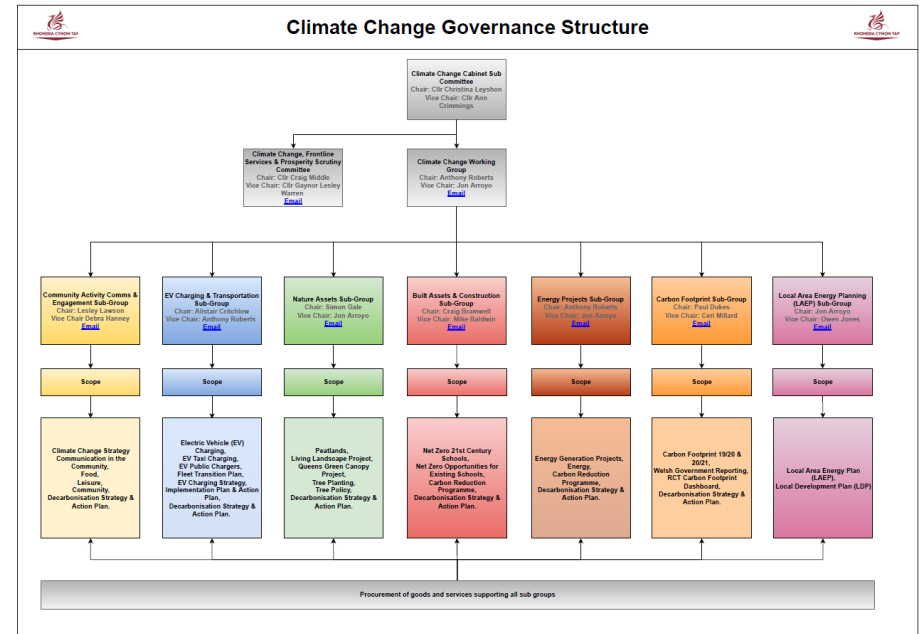 RHONDDA CYNON TAF
Climate Change Governance Structure
RHONDDA CYNON TAF
Climate Change Cabinet Sub
Committee
Chair: Cllr Christina Leyshon
Vice Chair: Cllr Ann
Crimmings
Climate Change, Frontline
Services & Prosperity Scrutiny
Committee
Chair: Cllr Craig Middle
Vice Chair: Cllr Gaynor Lesley
Warren
Email
Climate Change Working
Group
Chair: Anthony Roberts
Vice Chair: Jon Arroyo
Email
Community Activity Comms &
Engagement Sub-Group
Chair: Lesley Lawson
Vice Chair Debra Hanney
Email
EV Charging & Transportation
Sub-Group
Chair: Alistair Critchlow
Vice Chair: Anthony Roberts
Email
Nature Assets Sub-Group
Chair: Simon Gale
Vice Chair: Jon Arroyo
Email
Built Assets & Construction
Sub-Group
Chair: Craig Bramwell
Vice Chair: Mike Baldwin
Email
Energy Projects Sub-Group
Chair: Anthony Roberts
Vice Chair: Jon Arroyo
Email
Carbon Footprint Sub-Group
Chair: Paul Dukes
Vice Chair: Ceri Millard
Email
Local Area Energy Planning
(LAEP) Sub-Group
Chair: Jon Arroyo
Vice Chair: Owen Jones
Email
Scope
Scope
Scope
Scope
Scope
Scope
Scope
Climate Change Strategy
Communication in the
Community,
Food,
Leisure,
Community,
Decarbonisation Strategy &
Action Plan.
Electric Vehicle (EV)
Charging,
EV Taxi Charging,
EV Public Chargers,
Fleet Transition Plan,
EV Charging Strategy,
Implementation Plan & Action
Plan,
Decarbonisation Strategy &
Action Plan.
Peatlands,
Living Landscape Project,
Queens Green Canopy
Project,
Tree Planting,
Tree Policy,
Decarbonisation Strategy &
Action Plan.
Net Zero 21st Century
Schools,
Net Zero Opportunities for
Existing Schools,
Carbon Reduction
Programme,
Decarbonisation Strategy &
Action Plan.
Energy Generation Projects,
Energy,
Carbon Reduction
Programme,
Decarbonisation Strategy &
Action Plan.
Carbon Footprint 19/20 &
20/21,
Welsh Government Reporting,
RCT Carbon Footprint
Dashboard,
Decarbonisation Strategy &
Action Plan.
Local Area Energy Plan
(LAEP),
Local Development Plan (LDP)
Procurement of goods and services supporting all sub groups